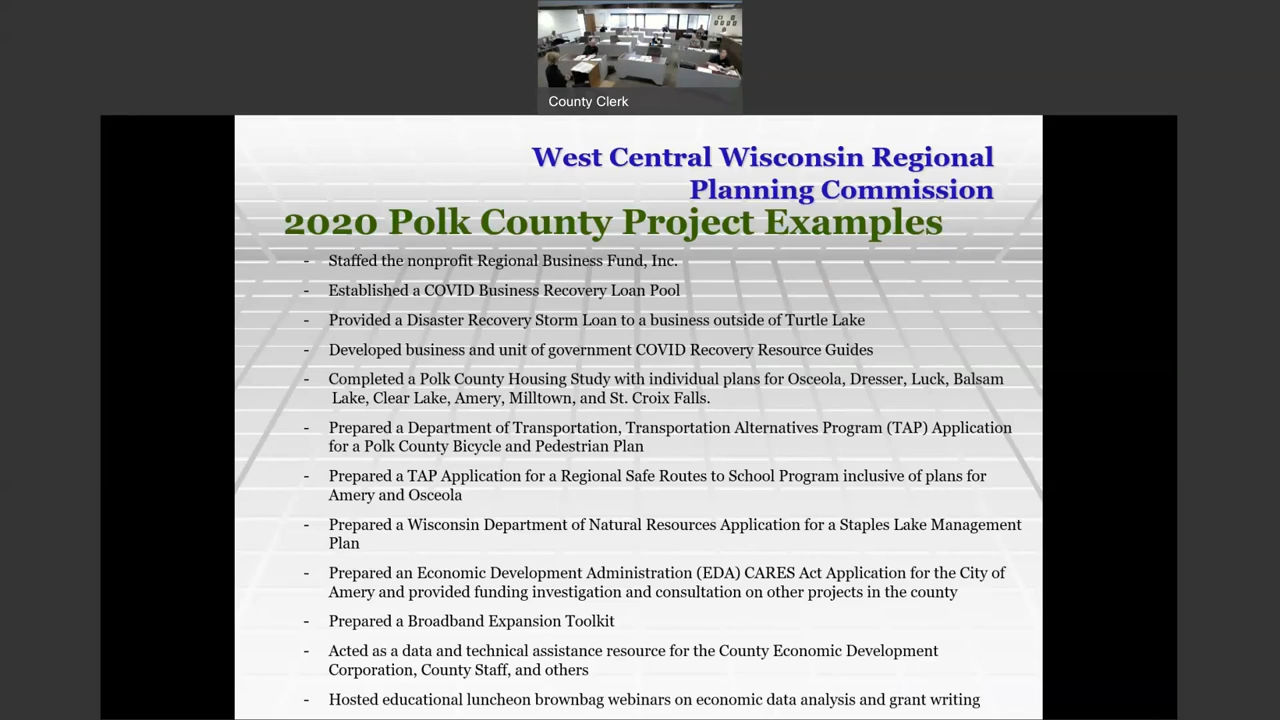 County Clerk
West Central Wisconsin Regional
Planning Commission
2020 Polk County Project Examples
- Staffed the nonprofit Regional Business Fund, Inc.
- Established a COVID Business Recovery Loan Pool
- Provided a Disaster Recovery Storm Loan to a business outside of Turtle Lake
- Developed business and unit of government COVID Recovery Resource Guides
- Completed a Polk County Housing Study with individual plans for Osceola, Dresser, Luck, Balsam
Lake, Clear Lake, Amery, Milltown, and St. Croix Falls.
- Prepared a Department of Transportation, Transportation Alternatives Program (TAP) Application
for a Polk County Bicycle and Pedestrian Plan
- Prepared a TAP Application for a Regional Safe Routes to School Program inclusive of plans for
Amery and Osceola
- Prepared a Wisconsin Department of Natural Resources Application for a Staples Lake Management
Plan
- Prepared an Economic Development Administration (EDA) CARES Act Application for the City of
Amery and provided funding investigation and consultation on other projects in the county
- Prepared a Broadband Expansion Toolkit
- Acted as a data and technical assistance resource for the County Economic Development
Corporation, County Staff, and others
- Hosted educational luncheon brownbag webinars on economic data analysis and grant writing